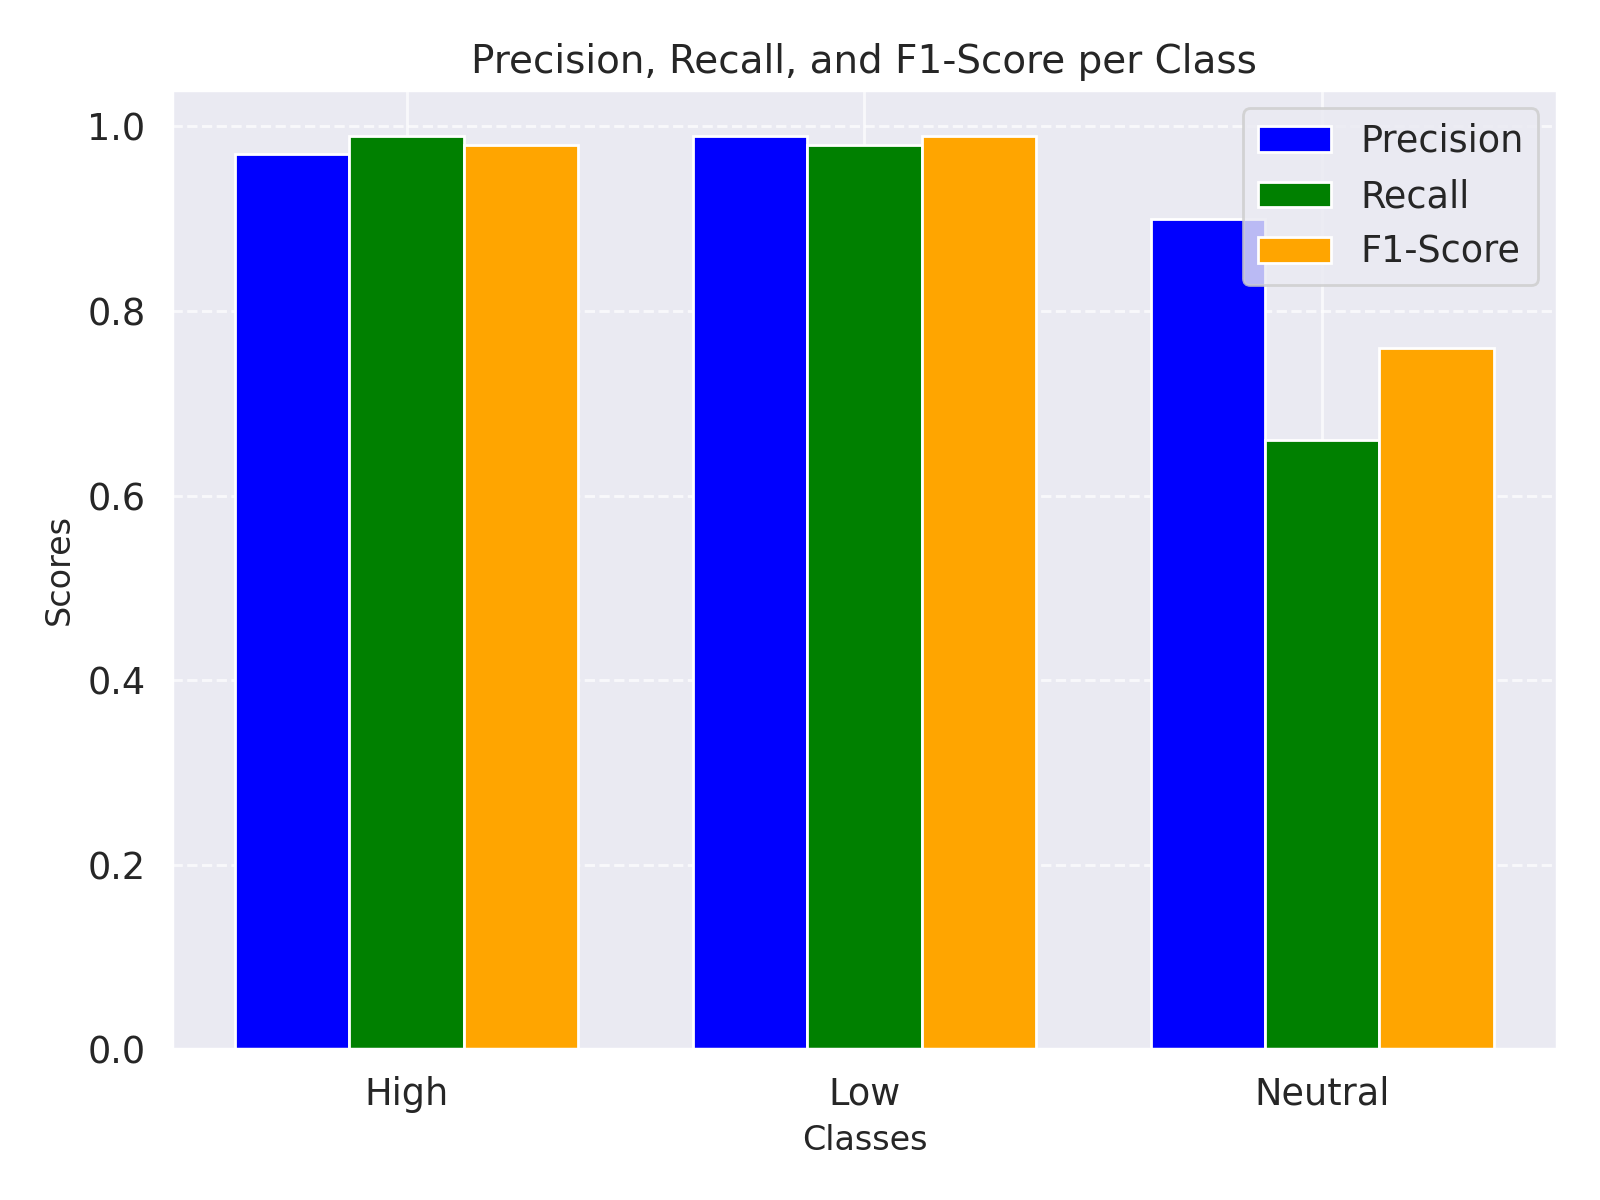 Precision, Recall, and F1-Score per Class
1.0
0.8
0.6
0.4
0.2
0.0
Scores
Precision
Recall
F1-Score
High
Low
Neutral
Classes